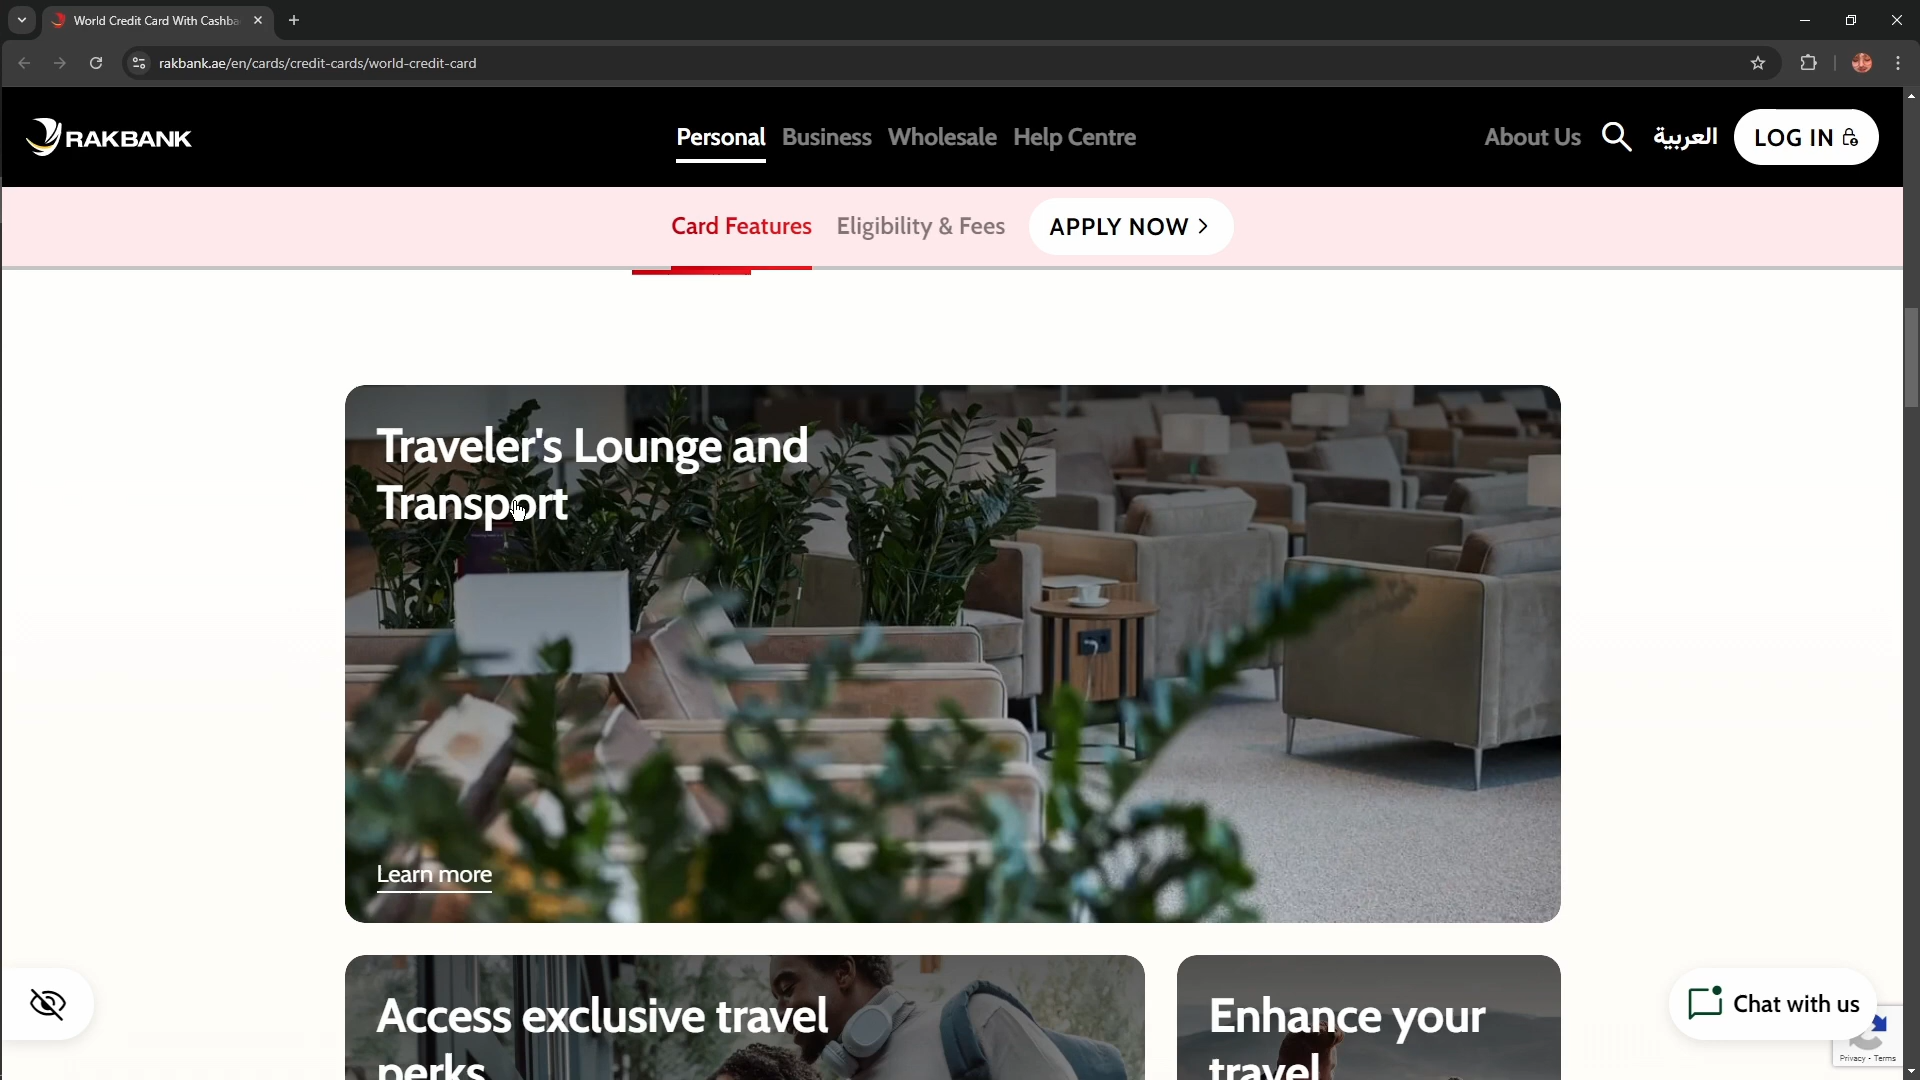 World Credit Card With Cashba
rakbank.ae/en/cards/credit-cards/world-credit-card
RAKBANK
Personal Business Wholesale Help Centre
About Us العربية LOG IN
Card Features Eligibility & Fees APPLY NOW >
Traveler's Lounge and
Transport
Learn more
Access exclusive travel
perks
Enhance your
travel
Chat with us
Privacy - Terms